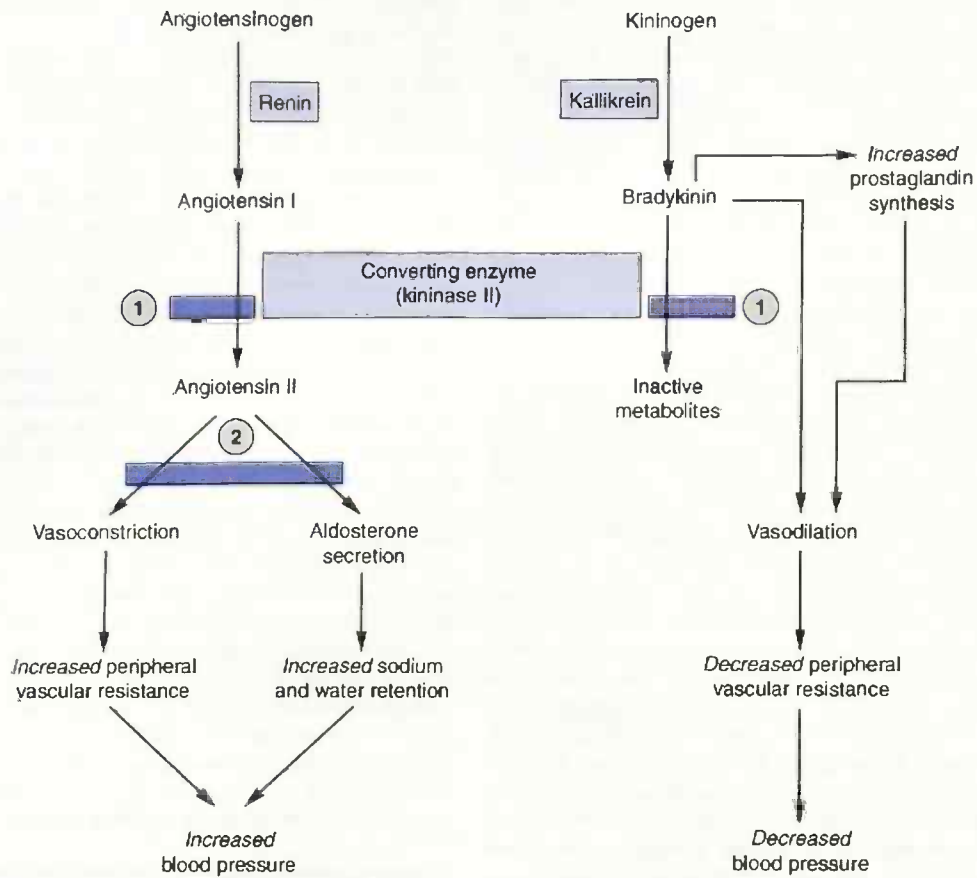 Angiotensinogen
Kininogen
Renin
Kallikrein
Increased
prostaglandin
synthesis
Angiotensin I
Bradykinin
Converting enzyme
(kininase II)
1
1
Angiotensin II
Inactive
metabolites
2
Vasoconstriction
Aldosterone
secretion
Vasodilation
Increased peripheral
vascular resistance
Increased sodium
and water retention
Decreased peripheral
vascular resistance
Increased
blood pressure
Decreased
blood pressure